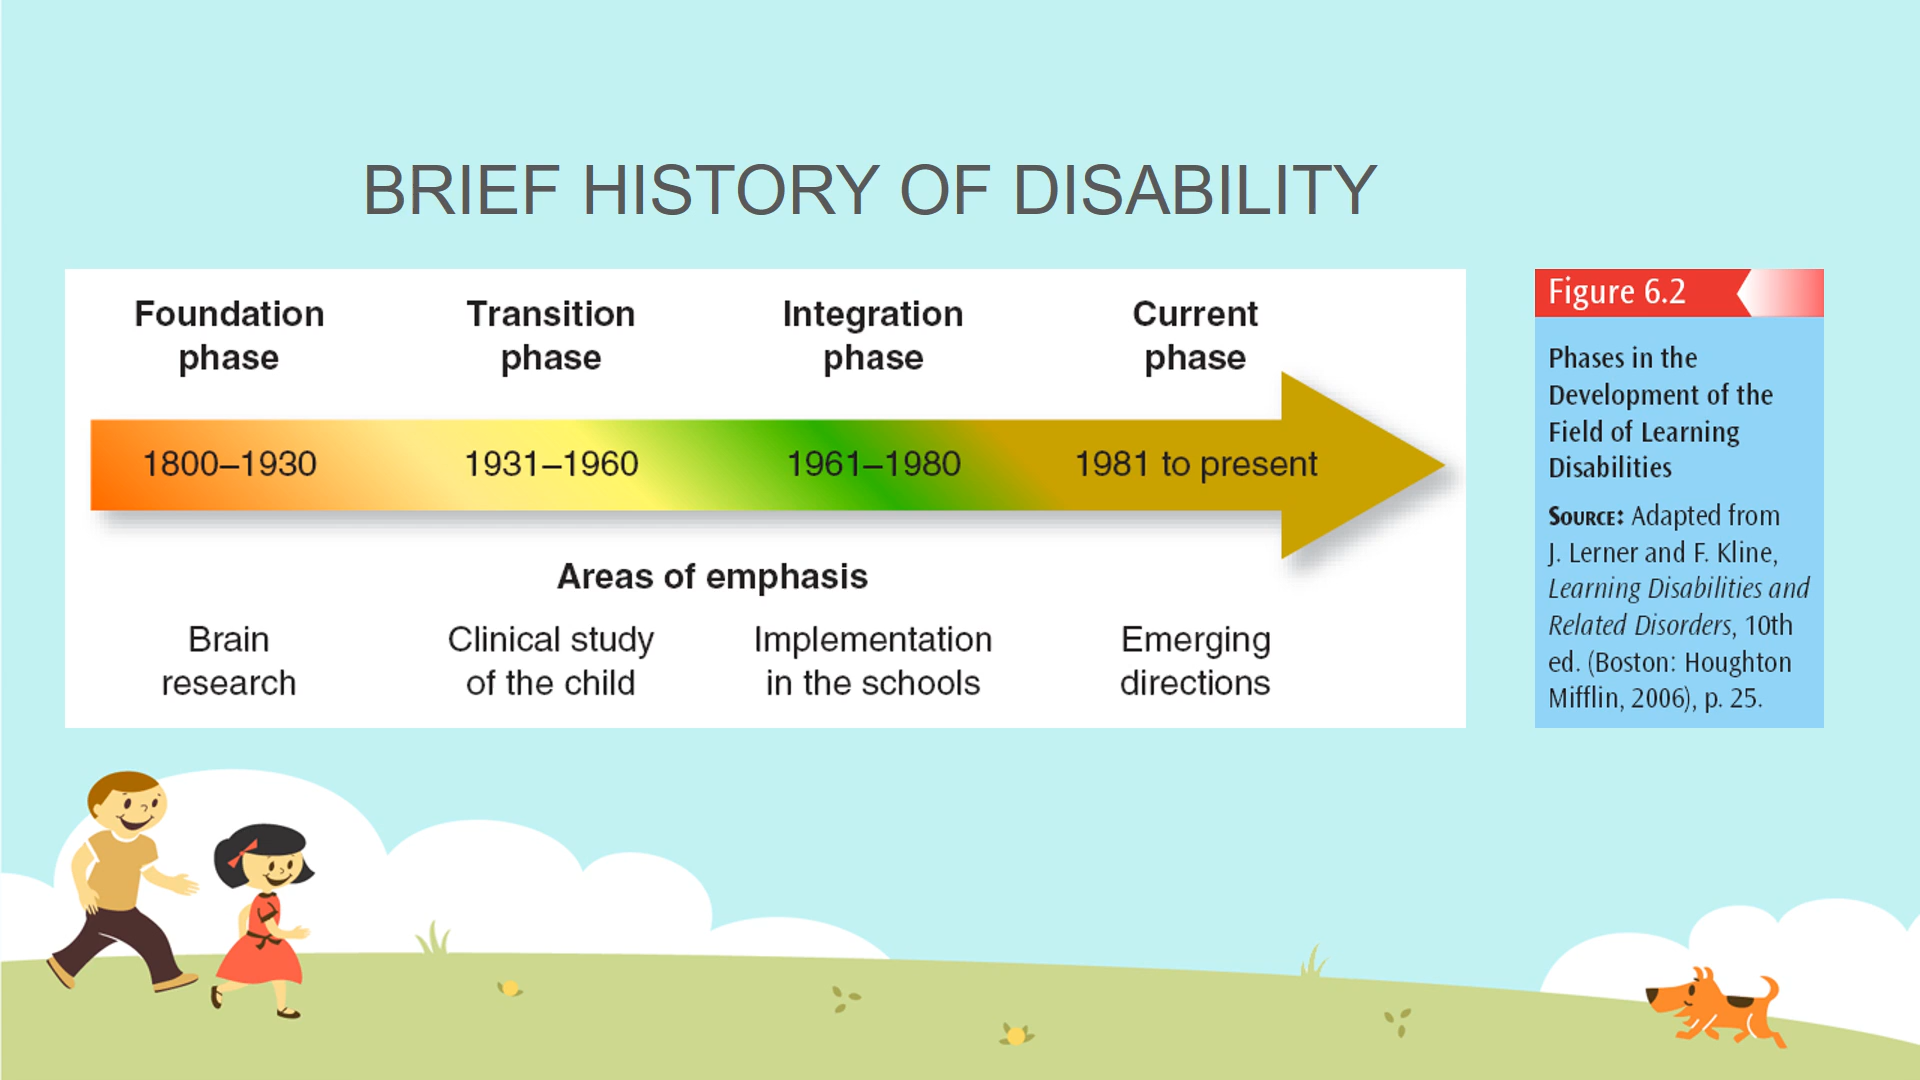 BRIEF HISTORY OF DISABILITY
Foundation phase
Transition phase
Integration phase
Current phase
1800–1930
1931–1960
1961–1980
1981 to present
Areas of emphasis
Brain research
Clinical study of the child
Implementation in the schools
Emerging directions
Figure 6.2
Phases in the
Development of the
Field of Learning
Disabilities
SOURCE: Adapted from
J. Lerner and F. Kline,
Learning Disabilities and
Related Disorders, 10th
ed. (Boston: Houghton
Mifflin, 2006), p. 25.